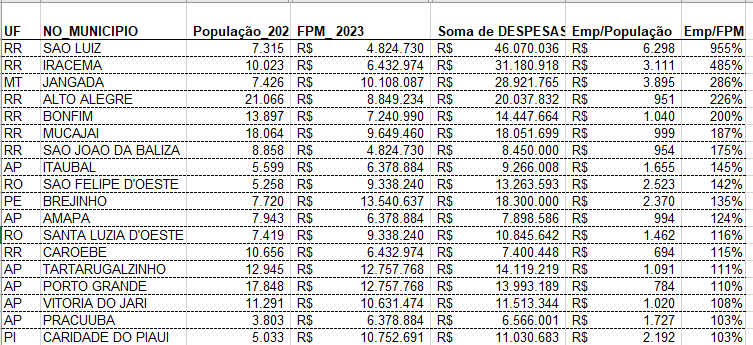 UF NO_MUNICIPIO População_202 FPM_ 2023 Soma de DESPESAS Emp/População Emp/FPM
RR SAO LUIZ 7.315 R$ 4.824.730 R$ 46.070.036 R$ 6.298 955%
RR IRACEMA 10.023 R$ 6.432.974 R$ 31.180.918 R$ 3.111 485%
MT JANGADA 7.426 R$ 10.108.087 R$ 28.921.765 R$ 3.895 286%
RR ALTO ALEGRE 21.066 R$ 8.849.234 R$ 20.037.832 R$ 951 226%
RR BONFIM 13.897 R$ 7.240.990 R$ 14.447.664 R$ 1.040 200%
RR MUCAJAI 18.064 R$ 9.649.460 R$ 18.051.699 R$ 999 187%
RR SAO JOAO DA BALIZA 8.858 R$ 4.824.730 R$ 8.450.000 R$ 954 175%
AP ITAUBAL 5.599 R$ 6.378.884 R$ 9.266.008 R$ 1.655 145%
RO SAO FELIPE D'OESTE 5.258 R$ 9.338.240 R$ 13.263.593 R$ 2.523 142%
PE BREJINHO 7.720 R$ 13.540.637 R$ 18.300.000 R$ 2.370 135%
AP AMAPA 7.943 R$ 6.378.884 R$ 7.898.586 R$ 994 124%
RO SANTA LUZIA D'OESTE 7.419 R$ 9.338.240 R$ 10.845.642 R$ 1.462 116%
RR CAROEBE 10.656 R$ 6.432.974 R$ 7.400.448 R$ 694 115%
AP TARTARUGALZINHO 12.945 R$ 12.757.768 R$ 14.119.219 R$ 1.091 111%
AP PORTO GRANDE 17.848 R$ 12.757.768 R$ 13.993.189 R$ 784 110%
AP VITORIA DO JARI 11.291 R$ 10.631.474 R$ 11.513.344 R$ 1.020 108%
AP PRACUUBA 3.803 R$ 6.378.884 R$ 6.566.001 R$ 1.727 103%
PI CARIDADE DO PIAUI 5.033 R$ 10.752.691 R$ 11.030.683 R$ 2.192 103%